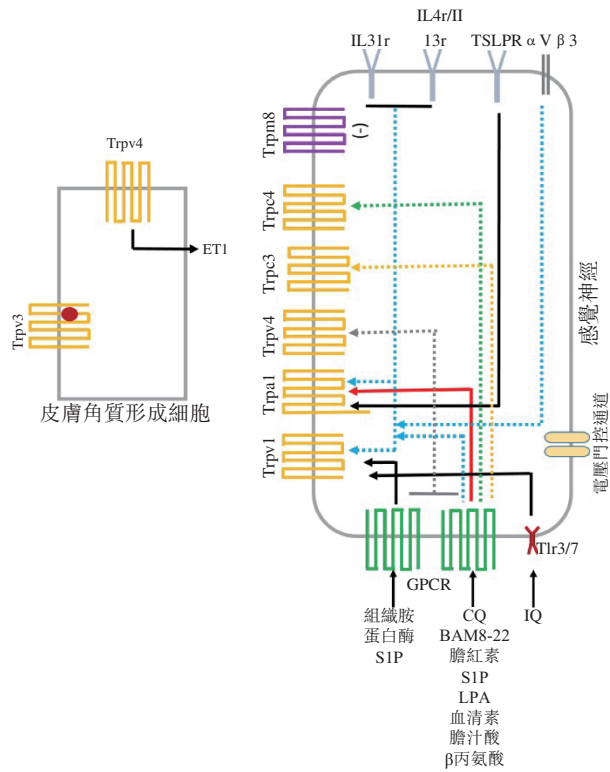 IL4r/II
IL31r
13r
TSLPR α V β 3
Trpm8
(-)
Trpv4
Trpc4
ET1
Trpc3
Trpv3
Trpv4
感覺神經
Trpa1
皮膚角質形成細胞
Trpv1
電壓門控通道
Tlr3/7
GPCR
組織胺
蛋白酶
S1P
CQ
BAM8-22
膽紅素
S1P
LPA
血清素
膽汁酸
β丙氨酸
IQ